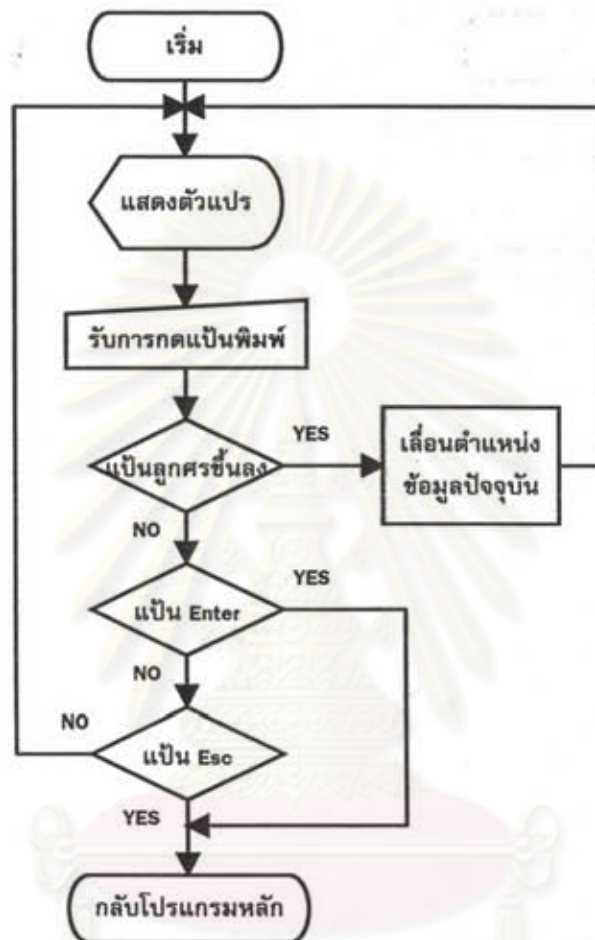 เริ่ม
แสดงตัวแปร
รับการกดแป้นพิมพ์
แป้นลูกศรขึ้นลง
YES
เลื่อนตำแหน่ง
ข้อมูลปัจจุบัน
NO
แป้น Enter
YES
NO
แป้น Esc
NO
YES
กลับโปรแกรมหลัก